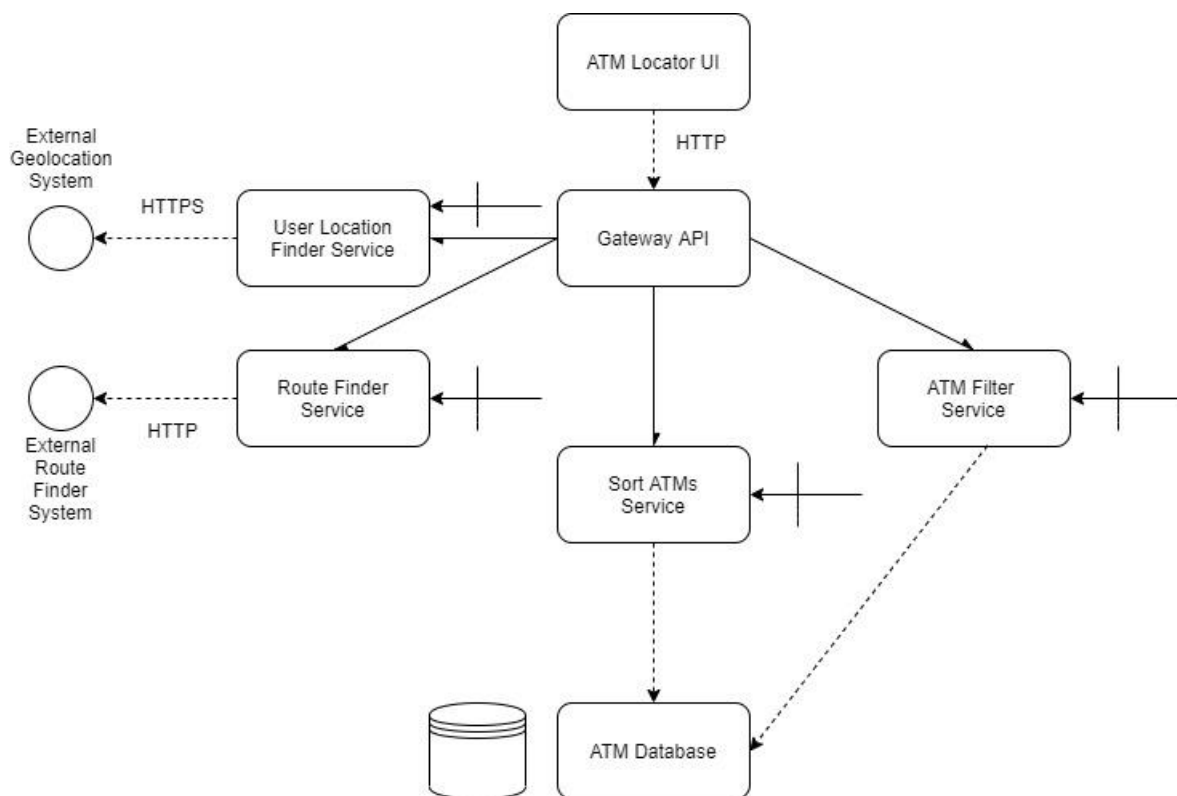 ATM Locator UI
HTTP
External
Geolocation
System
HTTPS
User Location
Finder Service
Gateway API
Route Finder
Service
HTTP
External
Route
Finder
System
ATM Filter
Service
Sort ATMs
Service
ATM Database